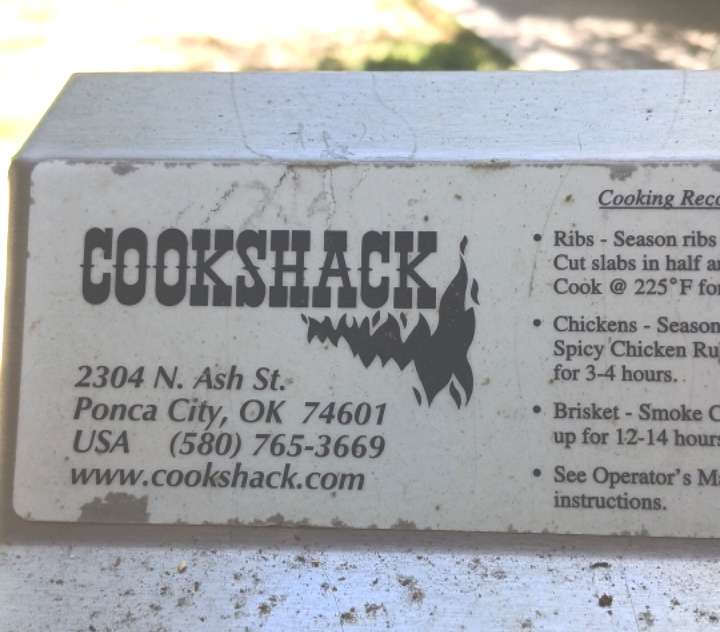 COOKSHACK
2304 N. Ash St.
Ponca City, OK 74601
USA (580) 765-3669
www.cookshack.com
Cooking
• Ribs - Season ribs
Cut slabs in half
Cook @ 225°F
• Chickens - Season
Spicy Chicken
for 3-4 hours.
• Brisket - Smoke
up for 12-14 hours
• See Operator's
instructions.